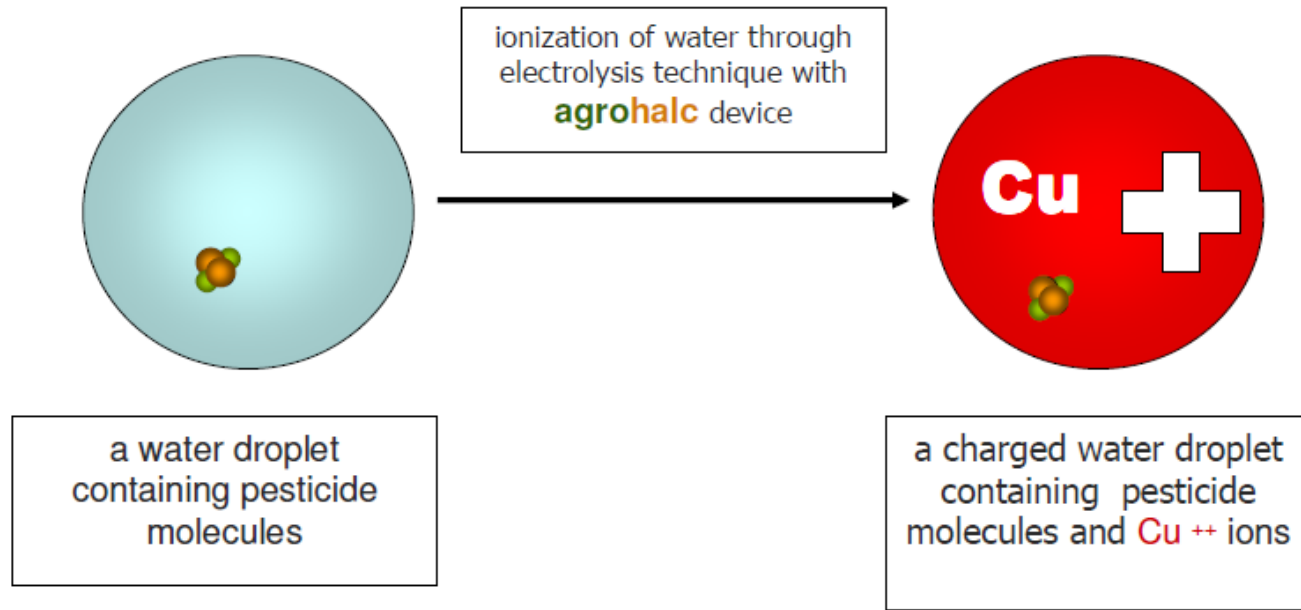 ionization of water through
electrolysis technique with
agrohalc device
Cu
a water droplet
containing pesticide
molecules
a charged water droplet
containing pesticide
molecules and Cu ++ ions